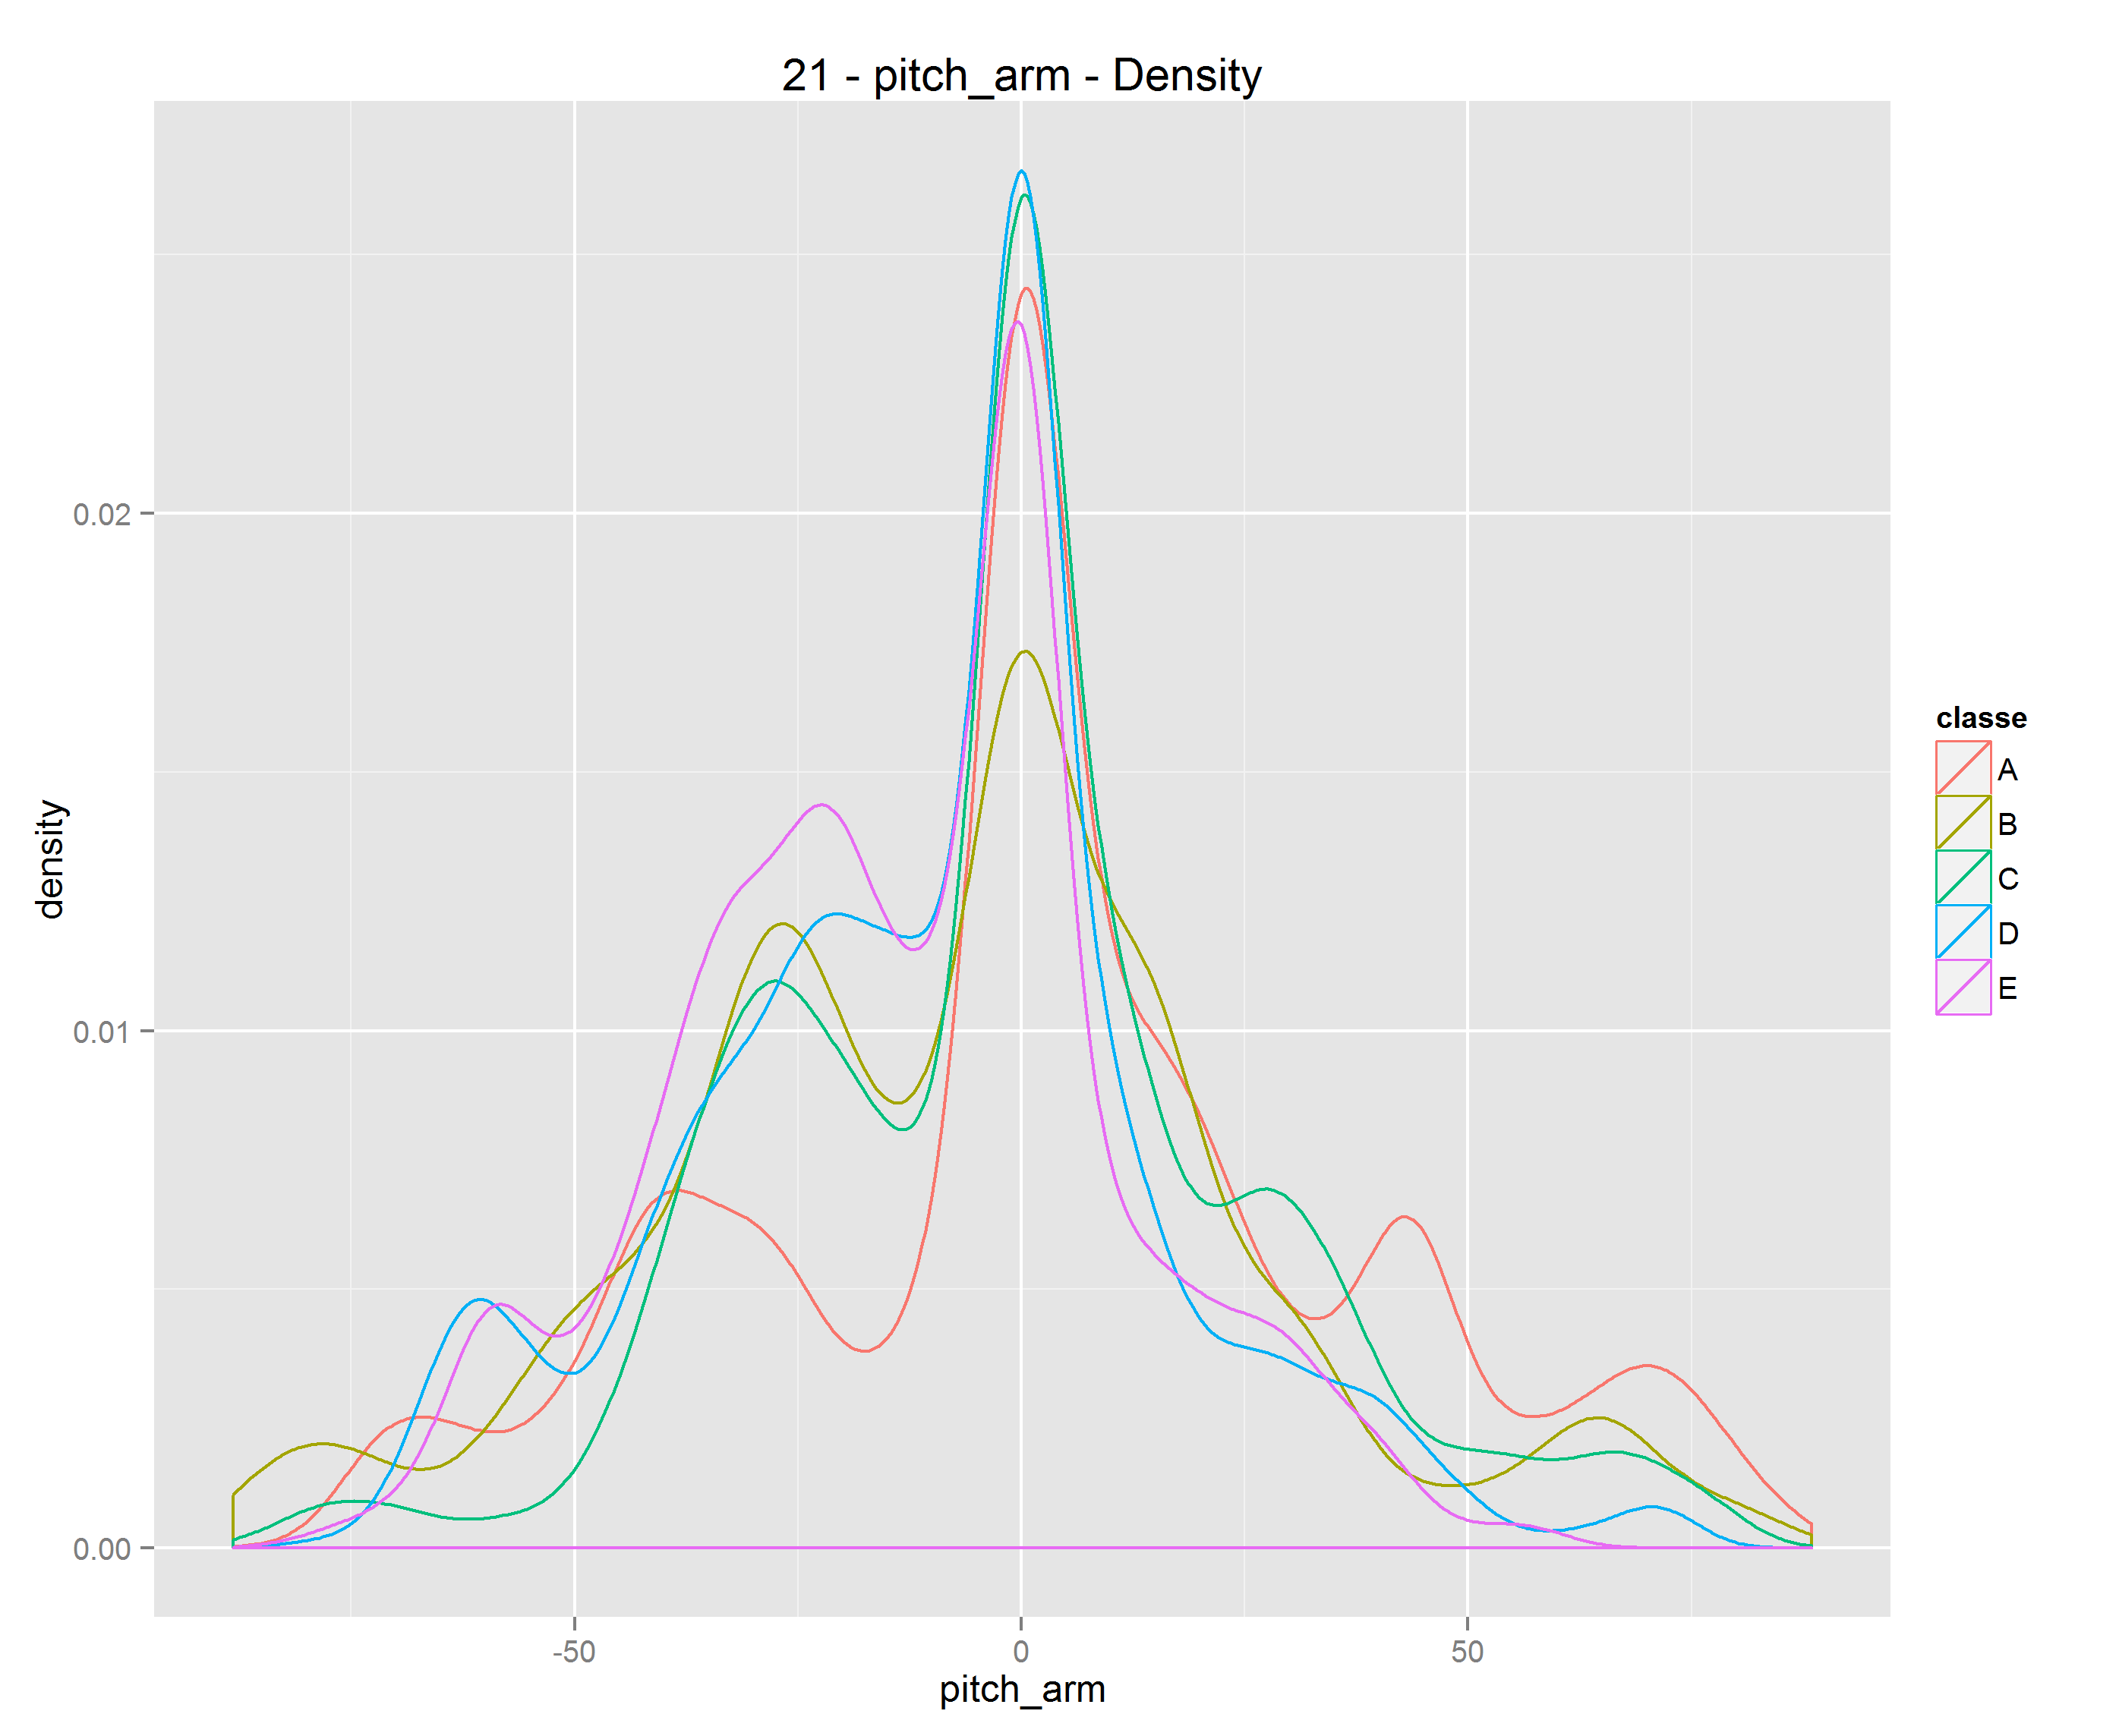 21 - pitch_arm - Density
density
0.02
0.01
0.00
-50 0 50
pitch_arm
classe
A
B
C
D
E